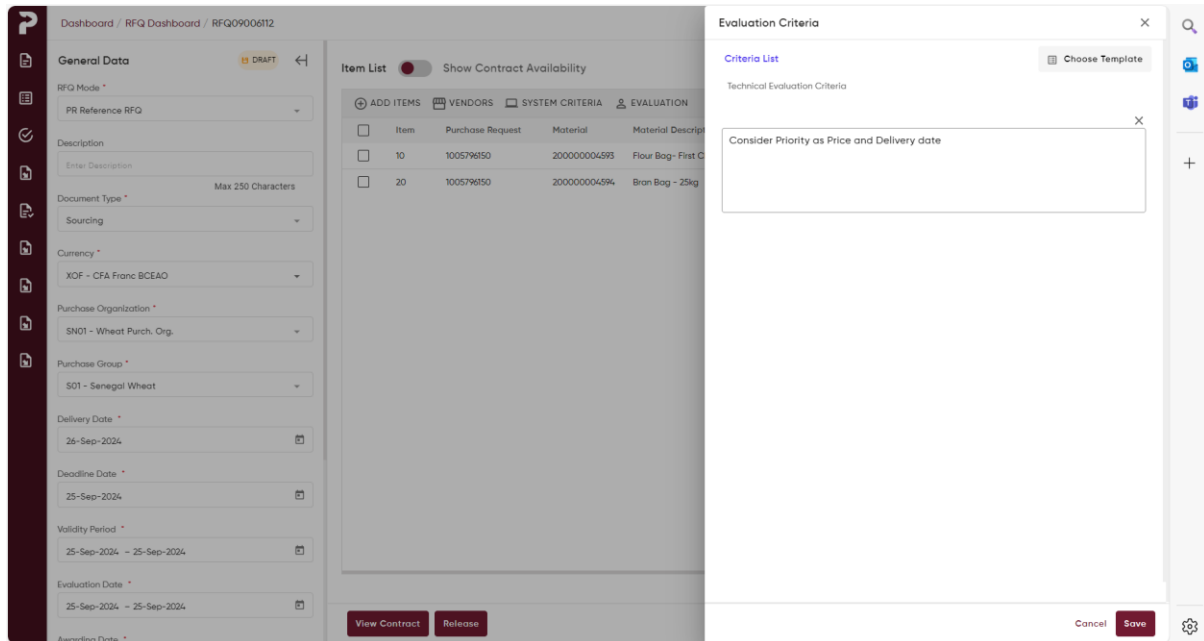 Dashboard / RFQ Dashboard / RFQ09006112
General Data
DRAFT
RFQ Mode *
PR Reference RFQ
Description
Enter Description
Max 250 Characters
Document Type *
Sourcing
Currency *
XOF - CFA Franc BCEAO
Purchase Organization *
SN01 - Wheat Purch. Org.
Purchase Group *
S01 - Senegal Wheat
Delivery Date *
26-Sep-2024
Deadline Date *
25-Sep-2024
Validity Period *
25-Sep-2024 ~ 25-Sep-2024
Evaluation Date *
25-Sep-2024 ~ 25-Sep-2024
Awarding Date *
Item List Show Contract Availability
ADD ITEMS VENDORS SYSTEM CRITERIA EVALUATION
Item Purchase Request Material Material Descript
10 1005796150 200000004593 Flour Bag- First C
20 1005796150 200000004594 Bran Bag - 25kg
View Contract Release
Evaluation Criteria
Criteria List Choose Template
Technical Evaluation Criteria
Consider Priority as Price and Delivery date
Cancel Save